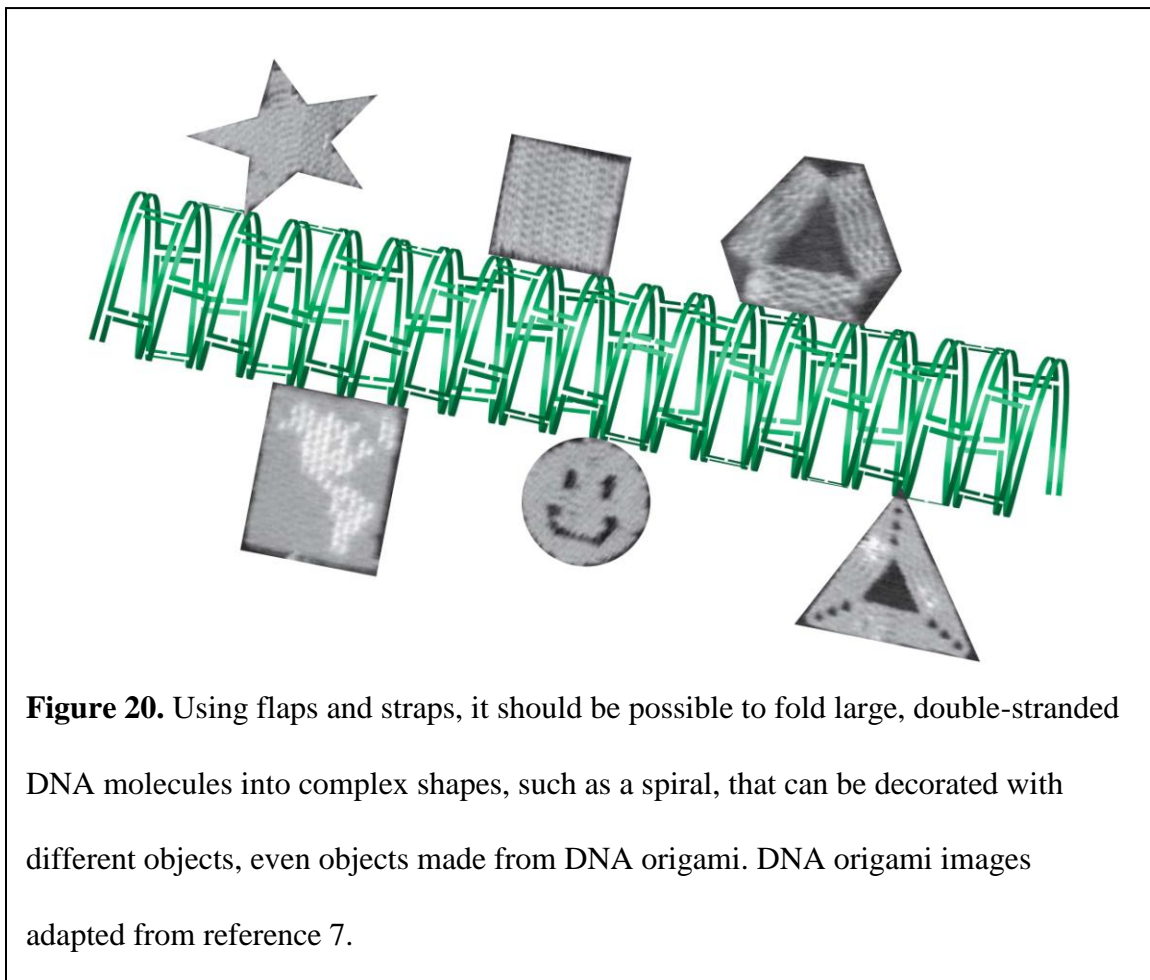 Figure 20. Using flaps and straps, it should be possible to fold large, double-stranded
DNA molecules into complex shapes, such as a spiral, that can be decorated with
different objects, even objects made from DNA origami. DNA origami images
adapted from reference 7.